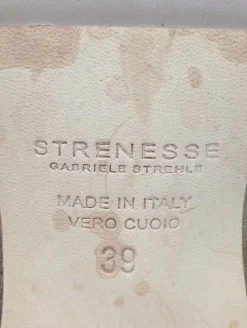 STRENESSE
GABRIELE STREHLE
MADE IN ITALY
VERO CUOIO
39